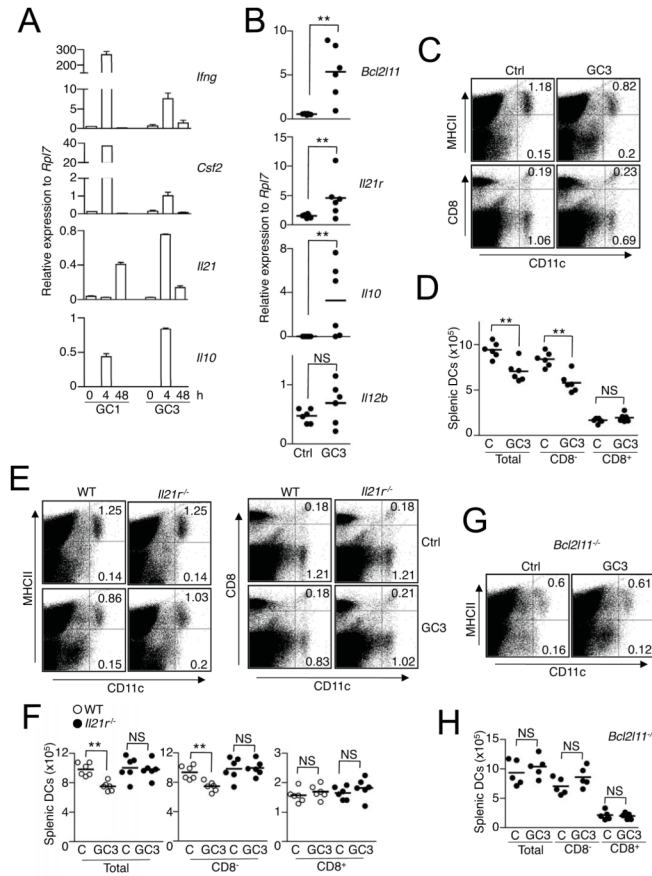 A
Relative expression to Rpl7
300
200
100
10
5
0
Ifng
40
20
2
1
0
Csf2
0.8
0.4
0
Il21
1
0.5
0
Il10
0 4 48 0 4 48 h
GC1 GC3
B
Relative expression to Rpl7
**
10
5
0
Bcl2l11
**
15
10
5
0
Il21r
**
8
4
0
Il10
NS
1
0
Il12b
Ctrl GC3
C
Ctrl GC3
MHCII
1.18 0.82
0.15 0.2
CD8
0.19 0.23
1.06 0.69
CD11c
D
Splenic DCs (x10⁵)
10
5
0
** ** NS
C GC3 C GC3 C GC3
Total CD8⁻ CD8⁺
E
WT Il21r⁻/⁻
MHCII
1.25 1.25
0.14 0.14
0.86 1.03
0.15 0.2
CD11c
WT Il21r⁻/⁻
CD8
0.18 0.18
1.21 1.21
Ctrl
0.18 0.21
0.83 1.02
GC3
CD11c
F
WT
Il21r⁻/⁻
Splenic DCs (x10⁵)
12
8
4
0
** NS
C GC3 C GC3
Total
12
8
4
0
** NS
C GC3 C GC3
CD8⁻
3
2
1
0
NS NS
C GC3 C GC3
CD8⁺
G
Bcl2l11⁻/⁻
Ctrl GC3
MHCII
0.6 0.61
0.16 0.12
CD11c
H
Bcl2l11⁻/⁻
Splenic DCs (x10⁵)
15
10
5
0
NS NS NS
C GC3 C GC3 C GC3
Total CD8⁻ CD8⁺